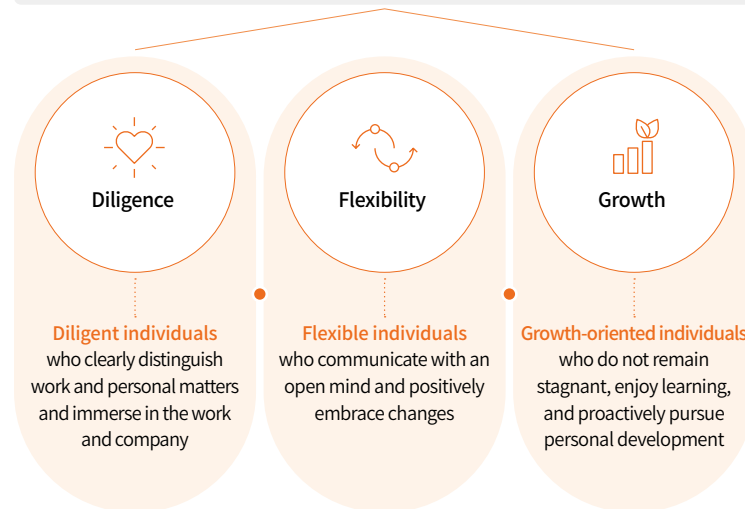 Diligence
Diligent individuals
who clearly distinguish
work and personal matters
and immerse in the work
and company
Flexibility
Flexible individuals
who communicate with an
open mind and positively
embrace changes
Growth
Growth-oriented individuals
who do not remain
stagnant, enjoy learning,
and proactively pursue
personal development